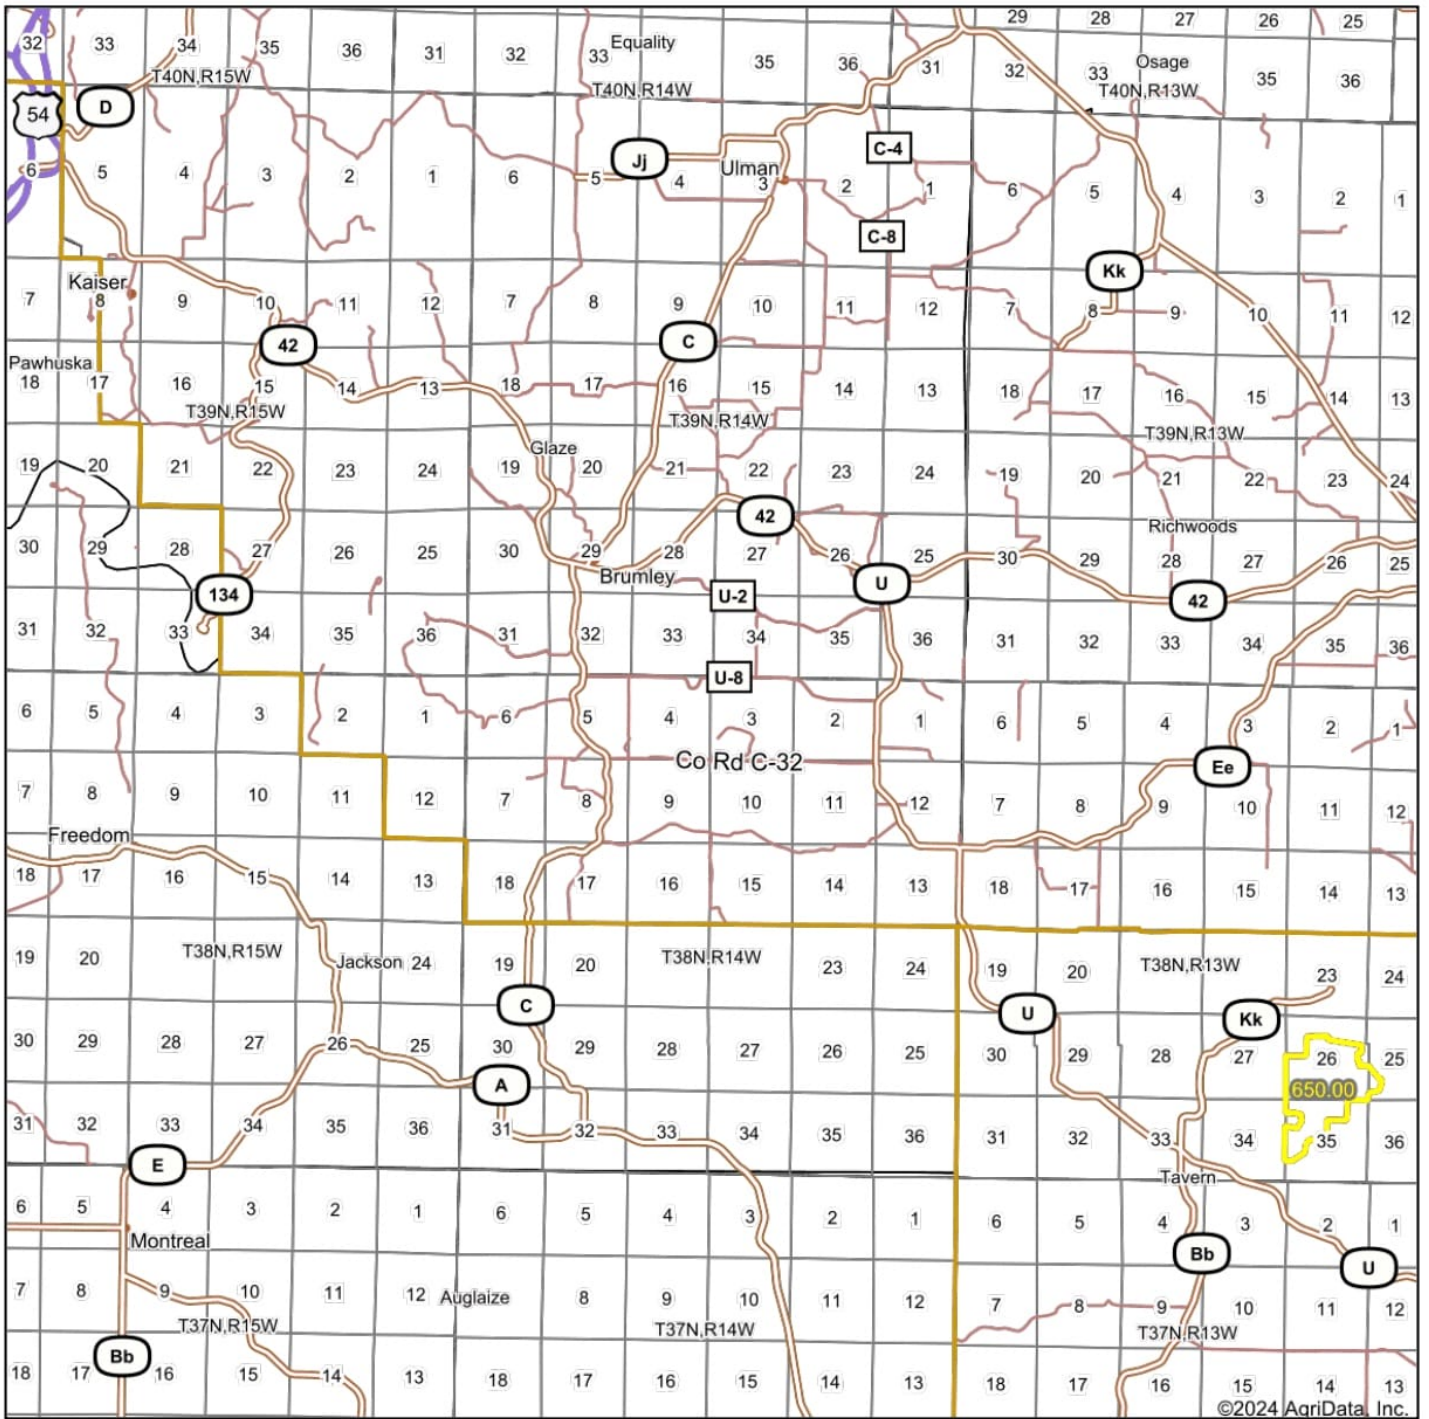 29 28 27 26 25
32 33 34 35 36 31 32 33 Equality 35 36 31 32 33 Osage 35 36
T40N,R15W T40N,R14W T40N,R13W
54 D
Jj C-4
6 5 4 3 2 1 6 5 4 Ulman 3 2 1 6 5 4 3 2 1
C-8
Kaiser Kk
7 8 9 10 11 12 7 8 9 10 11 12 7 8 9 10 11 12
42 C
Pawhuska
18 17 16 15 14 13 18 17 16 15 14 13 18 17 16 15 14 13
T39N,R15W T39N,R14W T39N,R13W
Glaze
19 20 21 22 23 24 19 20 21 22 23 24 19 20 21 22 23 24
42 Richwoods
30 29 28 27 26 25 30 29 28 27 26 25 30 29 28 27 26 25
Brumley
134 U-2 U 42
31 32 33 34 35 36 31 32 33 34 35 36 31 32 33 34 35 36
U-8
6 5 4 3 2 1 6 5 4 3 2 1 6 5 4 3 2 1
Co Rd C-32 Ee
7 8 9 10 11 12 7 8 9 10 11 12 7 8 9 10 11 12
Freedom
18 17 16 15 14 13 18 17 16 15 14 13 18 17 16 15 14 13
T38N,R15W T38N,R14W T38N,R13W
19 20 Jackson 24 19 20 23 24 19 20 23 24
C U Kk
30 29 28 27 26 25 30 29 28 27 26 25 30 29 28 27 26 25
A 650.00
31 32 33 34 35 36 31 32 33 34 35 36 31 32 33 34 35 36
E Tavern
6 5 4 3 2 1 6 5 4 3 2 1 6 5 4 3 2 1
Montreal Bb U
7 8 9 10 11 12 Auglaize 8 9 10 11 12 7 8 9 10 11 12
T37N,R15W T37N,R14W T37N,R13W
Bb
18 17 16 15 14 13 18 17 16 15 14 13 18 17 16 15 14 13
©2024 AgriData, Inc.